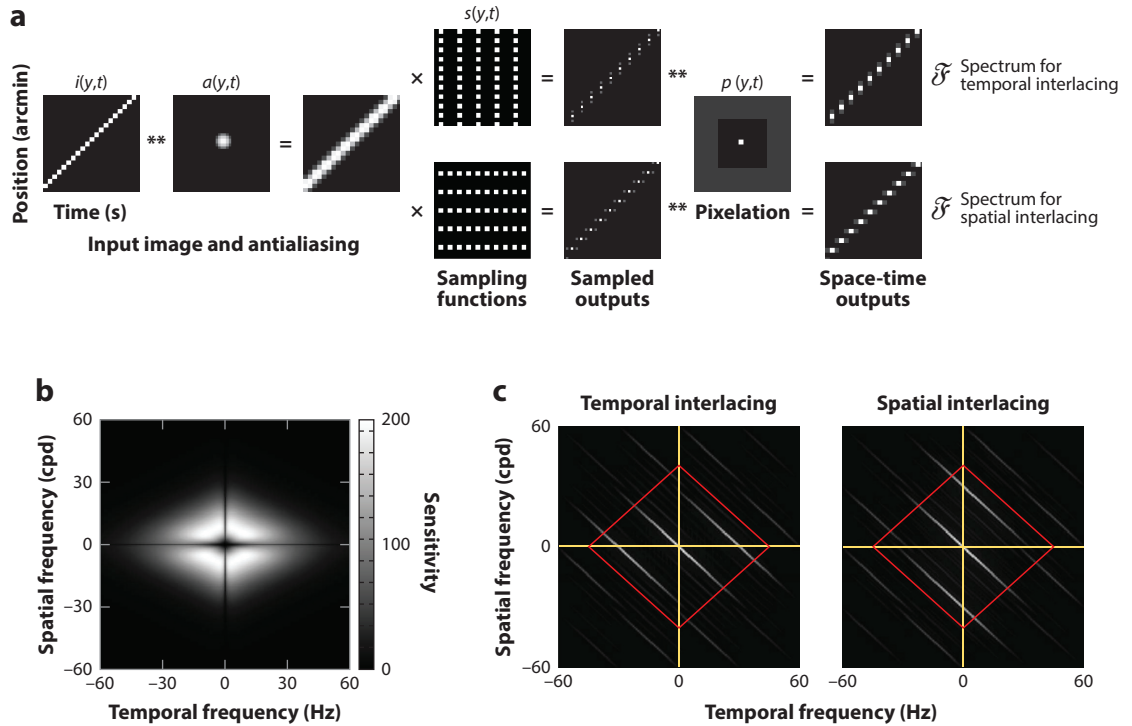 a
s(y,t)
i(y,t)
a(y,t)
p (y,t)
Position (arcmin)
** = × = ** = ℱ Spectrum for
temporal interlacing
× = ** Pixelation = ℱ Spectrum for
spatial interlacing
Time (s)
Input image and antialiasing
Sampling
functions
Sampled
outputs
Space-time
outputs
b
60
30
0
–30
–60
–60
0
60
Spatial frequency (cpd)
Temporal frequency (Hz)
200
100
0
Sensitivity
c
Temporal interlacing
Spatial interlacing
Spatial frequency (cpd)
60
0
–60
–60
0
60
60
0
–60
–60
0
60
Temporal frequency (Hz)